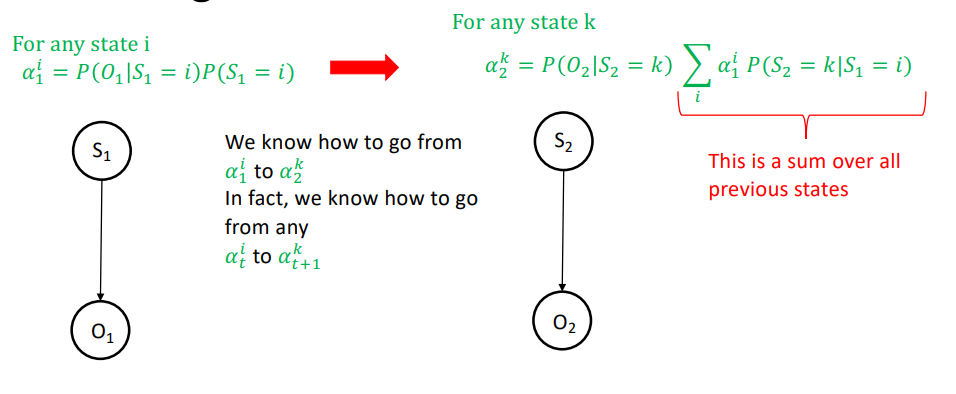 For any state i
α₁ⁱ = P(O₁|S₁ = i)P(S₁ = i)
For any state k
α₂ᵏ = P(O₂|S₂ = k) ∑ᵢ α₁ⁱ P(S₂ = k|S₁ = i)
S₁
We know how to go from
α₁ⁱ to α₂ᵏ
In fact, we know how to go
from any
αₜⁱ to αₜ₊₁ᵏ
S₂
This is a sum over all
previous states
O₁
O₂